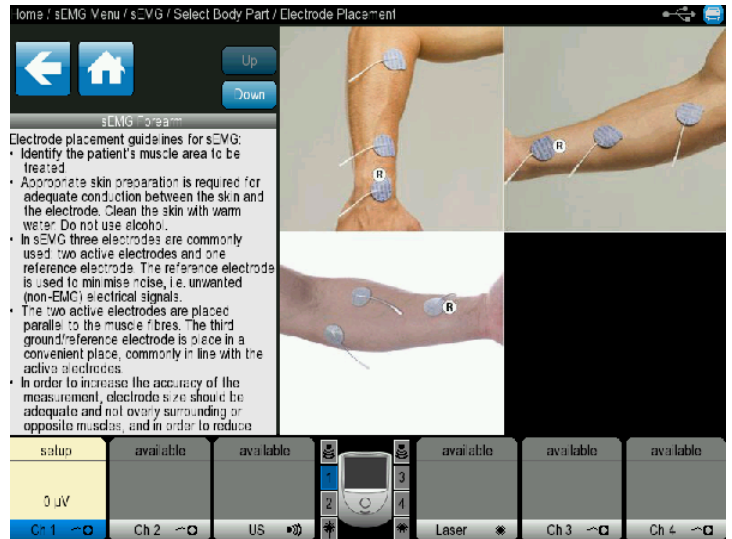 Home / sEMG Menu / sEMG / Select Body Part / Electrode Placement
Up
Down
sEMG Forearm
Electrode placement guidelines for sEMG:
• Identify the patient's muscle area to be
treated.
• Appropriate skin preparation is required for
adequate conduction between the skin and
the electrode. Clean the skin with warm
water. Do not use alcohol.
• In sEMG three electrodes are commonly
used: two active electrodes and one
reference electrode. The reference electrode
is used to minimise noise, i.e. unwanted
(non-EMG) electrical signals.
• The two active electrodes are placed
parallel to the muscle fibres. The third
ground/reference electrode is place in a
convenient place, commonly in line with the
active electrodes.
• In order to increase the accuracy of the
measurement, electrode size should be
adequate and not overly surrounding or
opposite muscles, and in order to reduce
R
R
R
setup
available
available
available
available
available
1
2
3
4
0 µV
Ch 1
Ch 2
US
Laser
Ch 3
Ch 4